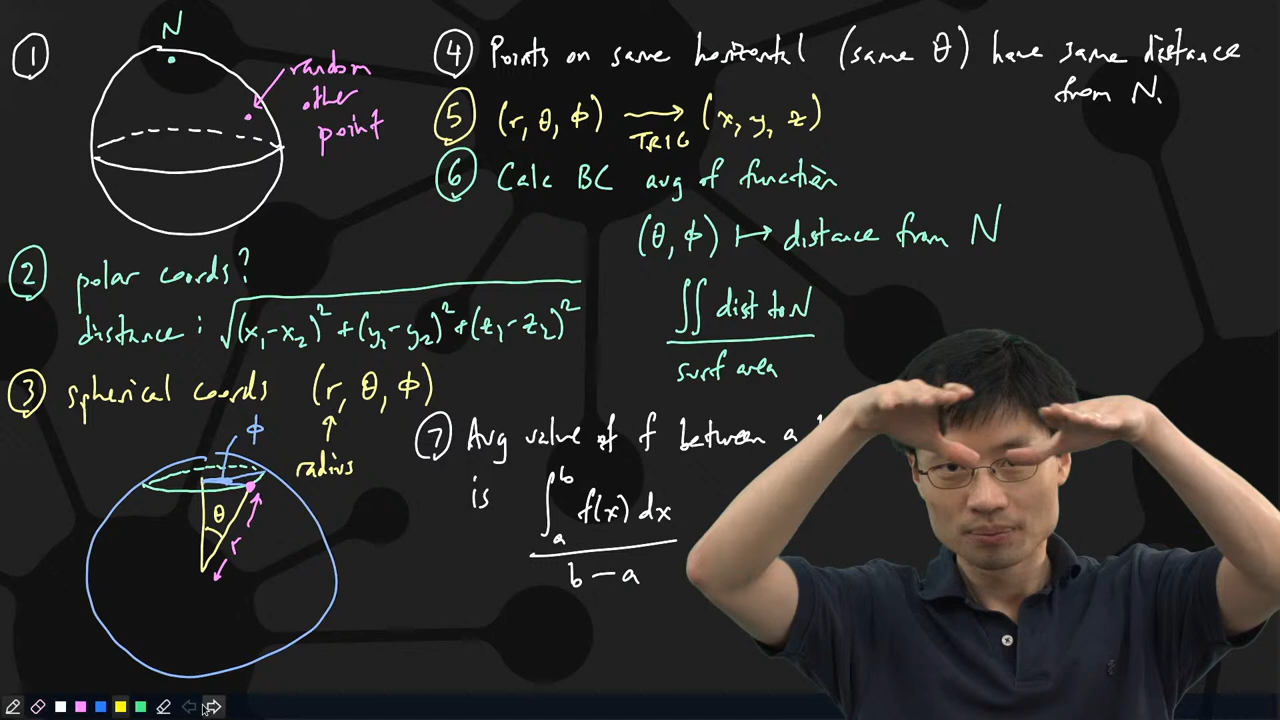 ①
N
random
other
point
② polar coords?
distance: √(x₁-x₂)²+(y₁-y₂)²+(z₁-z₂)²
③ spherical coords (r, θ, ϕ)
radius
ϕ
θ
r
④ Points on same horizontal (same θ) have same distance
from N.
⑤ (r, θ, ϕ) → (x, y, z)
TRIG
⑥ Calc BC avg of function
(θ, ϕ) ↦ distance from N
∬ dist to N
surf area
⑦ Avg value of f between a
is ∫ₐᵇ f(x) dx
b-a